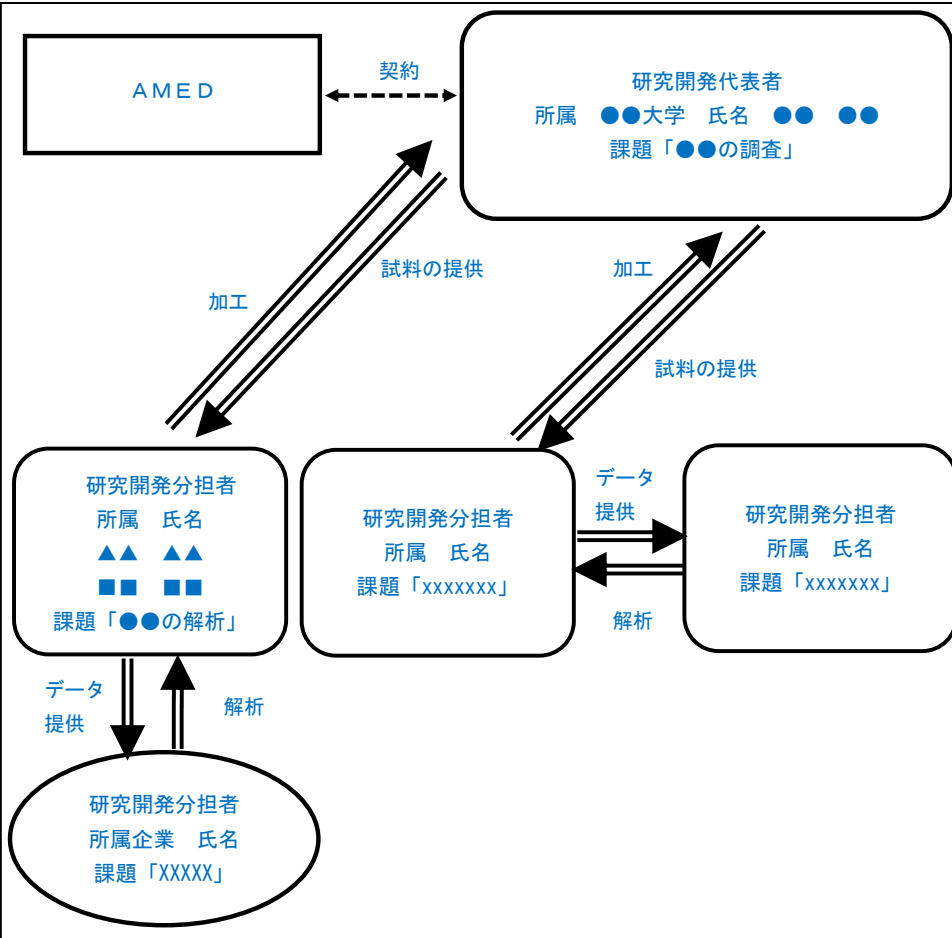 AMED
契約
研究開発代表者
所属　●●大学　氏名　●●　●●
課題「●●の調査」
加工
試料の提供
加工
試料の提供
研究開発分担者
所属　氏名
▲▲　▲▲
■■　■■
課題「●●の解析」
研究開発分担者
所属　氏名
課題「xxxxxxx」
データ
提供
解析
研究開発分担者
所属　氏名
課題「xxxxxxx」
データ
提供
解析
研究開発分担者
所属企業　氏名
課題「XXXXX」